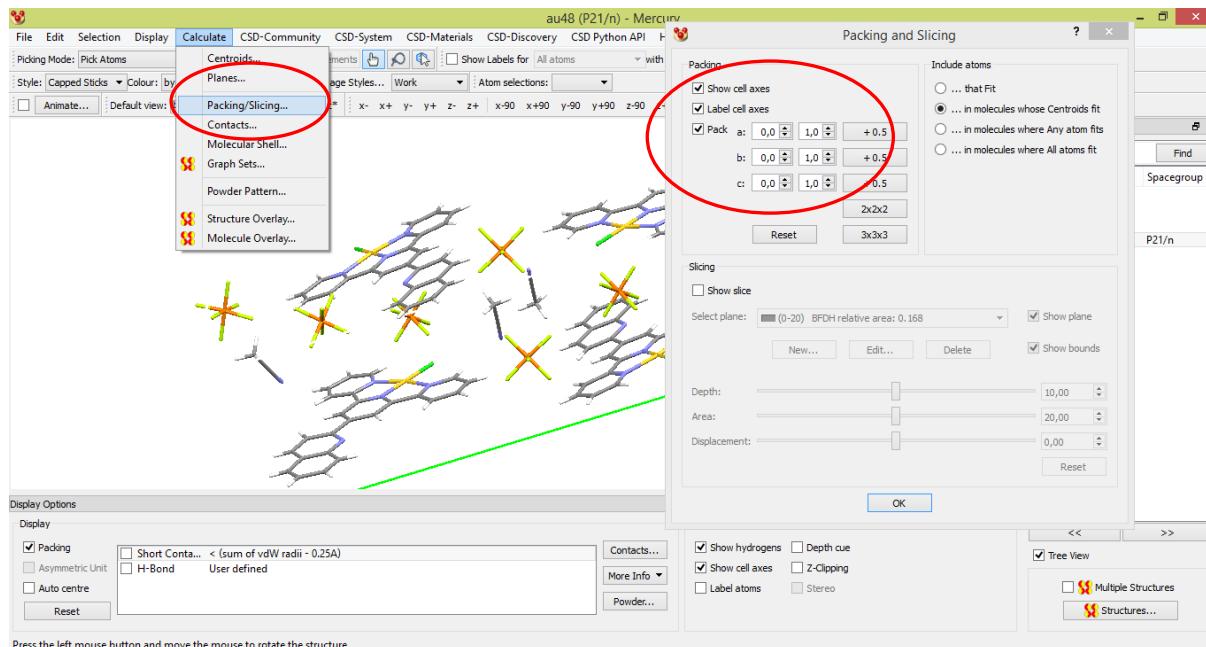 au48 (P21/n) - Mercury
File Edit Selection Display Calculate CSD-Community CSD-System CSD-Materials CSD-Discovery CSD Python API H
Picking Mode: Pick Atoms ments Show Labels for All atoms with
Style: Capped Sticks Colour: by age Styles... Work Atom selections:
Animate... Default view: x- x+ y- y+ z- z+ x-90 x+90 y-90 y+90 z-90
Centroids...
Planes...
Packing/Slicing...
Contacts...
Molecular Shell...
Graph Sets...
Powder Pattern...
Structure Overlay...
Molecule Overlay...
Packing and Slicing ?
Packing
Show cell axes
Label cell axes
Pack a: 0,0 1,0 + 0.5
b: 0,0 1,0 + 0.5
c: 0,0 1,0 + 0.5
2x2x2
Reset 3x3x3
Include atoms
... that Fit
... in molecules whose Centroids fit
... in molecules where Any atom fits
... in molecules where All atoms fit
Slicing
Show slice
Select plane: (0-20) BFDH relative area: 0.168 Show plane
New... Edit... Delete Show bounds
Depth: 10,00
Area: 20,00
Displacement: 0,00
Reset
OK
Find
Spacegroup
P21/n
Display Options
Display
Packing
Asymmetric Unit
Auto centre
Reset
Short Conta... < (sum of vdW radii - 0.25A)
H-Bond User defined
Contacts...
More Info
Powder...
Show hydrogens Depth cue
Show cell axes Z-Clipping
Label atoms Stereo
<< >>
Tree View
Multiple Structures
Structures...
Press the left mouse button and move the mouse to rotate the structure